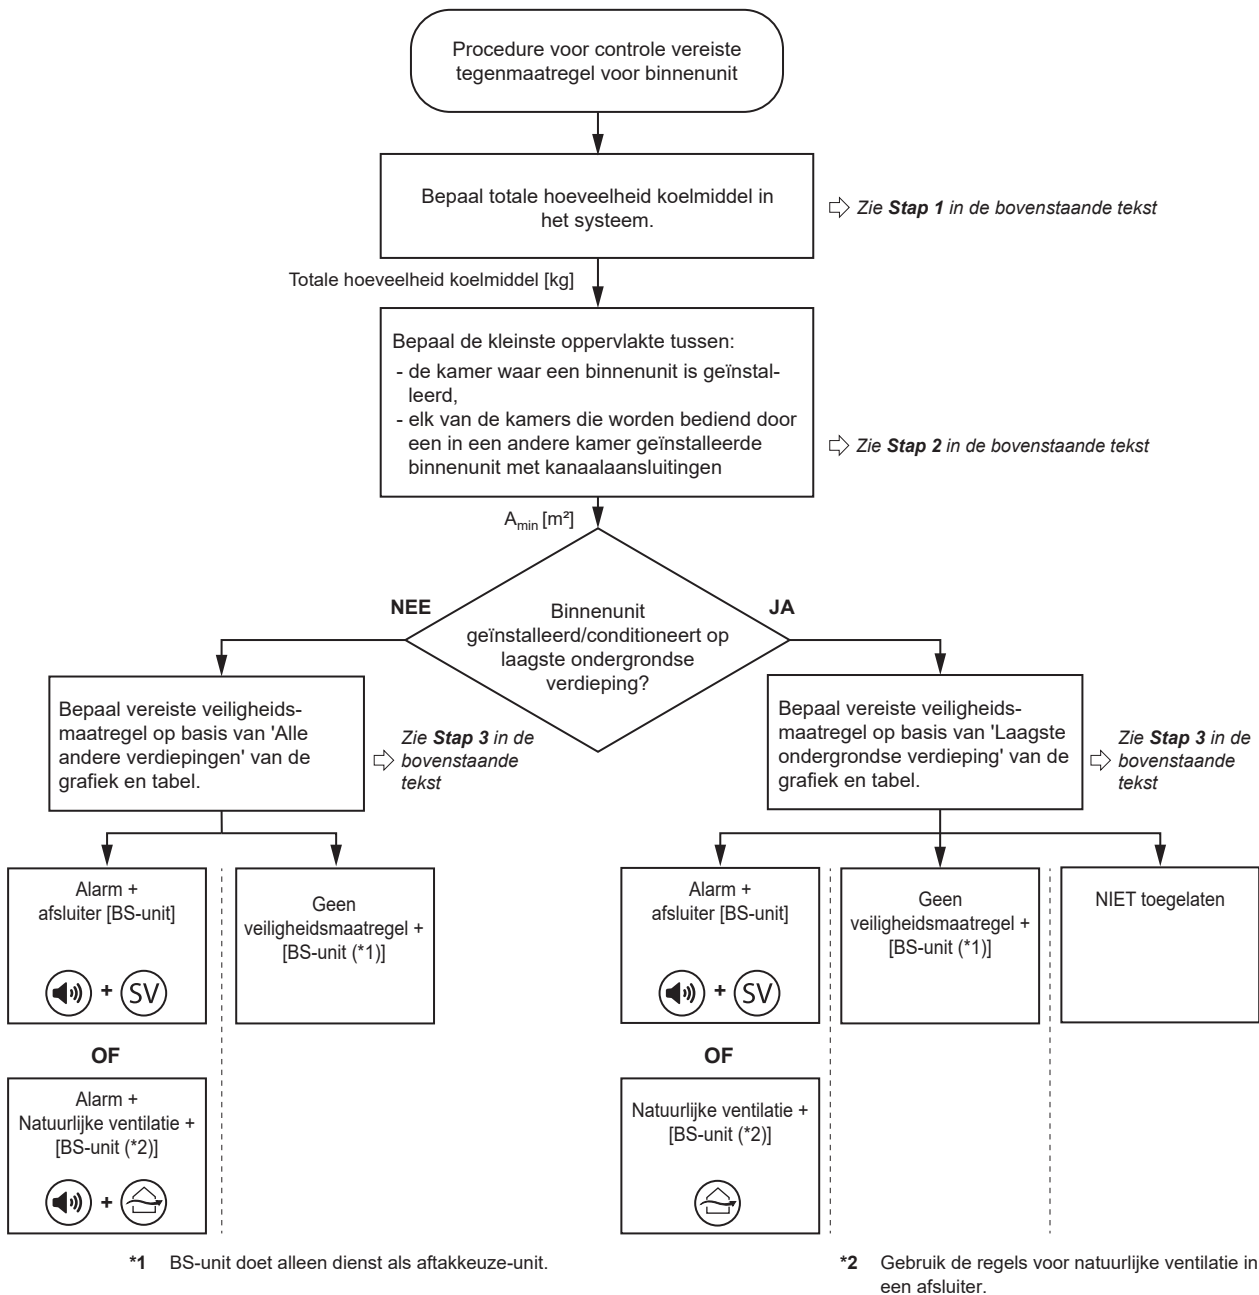 Procedure voor controle vereiste
tegenmaatregel voor binnenunit
Bepaal totale hoeveelheid koelmiddel in
het systeem.
Zie Stap 1 in de bovenstaande tekst
Totale hoeveelheid koelmiddel [kg]
Bepaal de kleinste oppervlakte tussen:
- de kamer waar een binnenunit is geïnstal-
leerd,
- elk van de kamers die worden bediend door
een in een andere kamer geïnstalleerde
binnenunit met kanaalaansluitingen
Zie Stap 2 in de bovenstaande tekst
Amin [m²]
NEE
JA
Binnenunit
geïnstalleerd/conditioneert op
laagste ondergrondse
verdieping?
Bepaal vereiste veiligheids-
maatregel op basis van 'Alle
andere verdiepingen' van de
grafiek en tabel.
Zie Stap 3 in de
bovenstaande
tekst
Bepaal vereiste veiligheids-
maatregel op basis van 'Laagste
ondergrondse verdieping' van de
grafiek en tabel.
Zie Stap 3 in de
bovenstaande
tekst
Alarm +
afsluiter [BS-unit]
+ SV
Geen
veiligheidsmaatregel +
[BS-unit (*1)]
Alarm +
afsluiter [BS-unit]
+ SV
Geen
veiligheidsmaatregel +
[BS-unit (*1)]
NIET toegelaten
OF
OF
Alarm +
Natuurlijke ventilatie +
[BS-unit (*2)]
+
Natuurlijke ventilatie +
[BS-unit (*2)]
*1 BS-unit doet alleen dienst als aftakkeuze-unit.
*2 Gebruik de regels voor natuurlijke ventilatie in
een afsluiter.